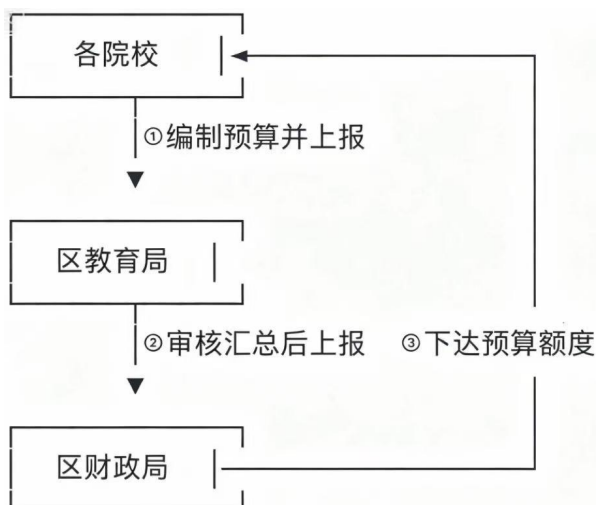 各院校
①编制预算并上报
区教育局
②审核汇总后上报
③下达预算额度
区财政局